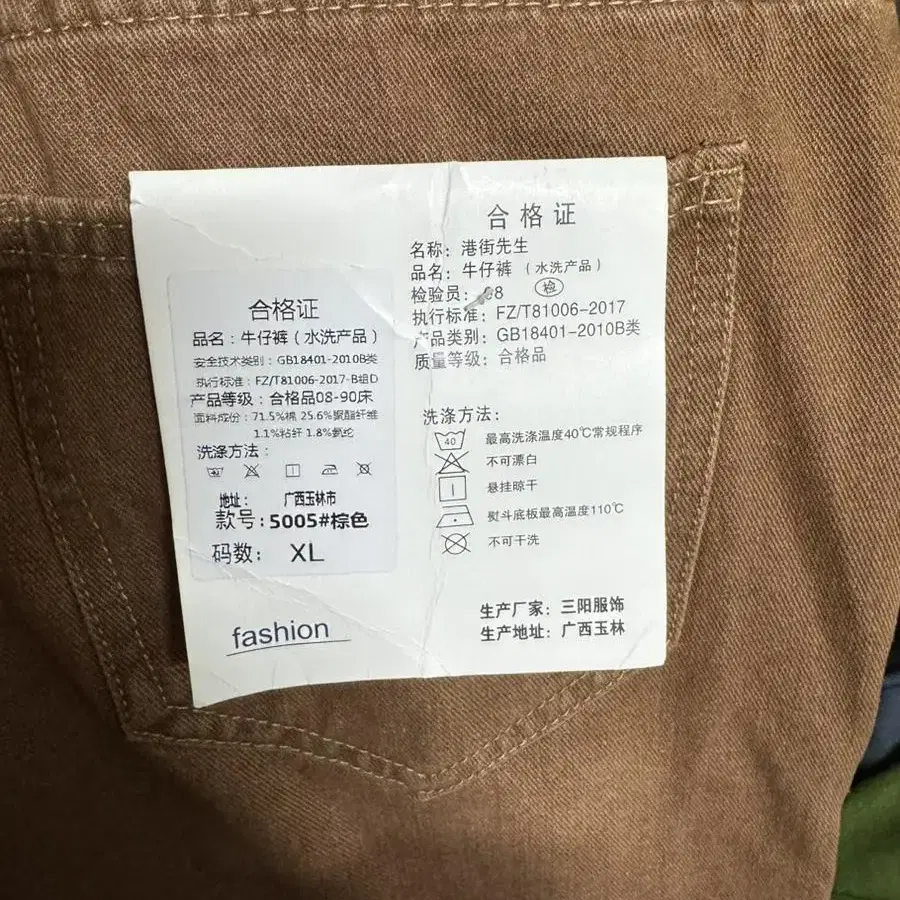 合格证
品名：牛仔裤（水洗产品）
安全技术类别：GB18401-2010B类
执行标准：FZ/T81006-2017-B组D
产品等级：合格品08-90床
面料成份：71.5%棉 25.6%聚酯纤维
1.1%粘纤 1.8%氨纶
洗涤方法：
地址： 广西玉林市
款号：5005#棕色
码数： XL
fashion
合格证
名称：港街先生
品名：牛仔裤（水洗产品）
检验员： 8 检
执行标准：FZ/T81006-2017
产品类别：GB18401-2010B类
质量等级：合格品
洗涤方法：
40 最高洗涤温度40℃常规程序
不可漂白
悬挂晾干
熨斗底板最高温度110℃
不可干洗
生产厂家：三阳服饰
生产地址：广西玉林